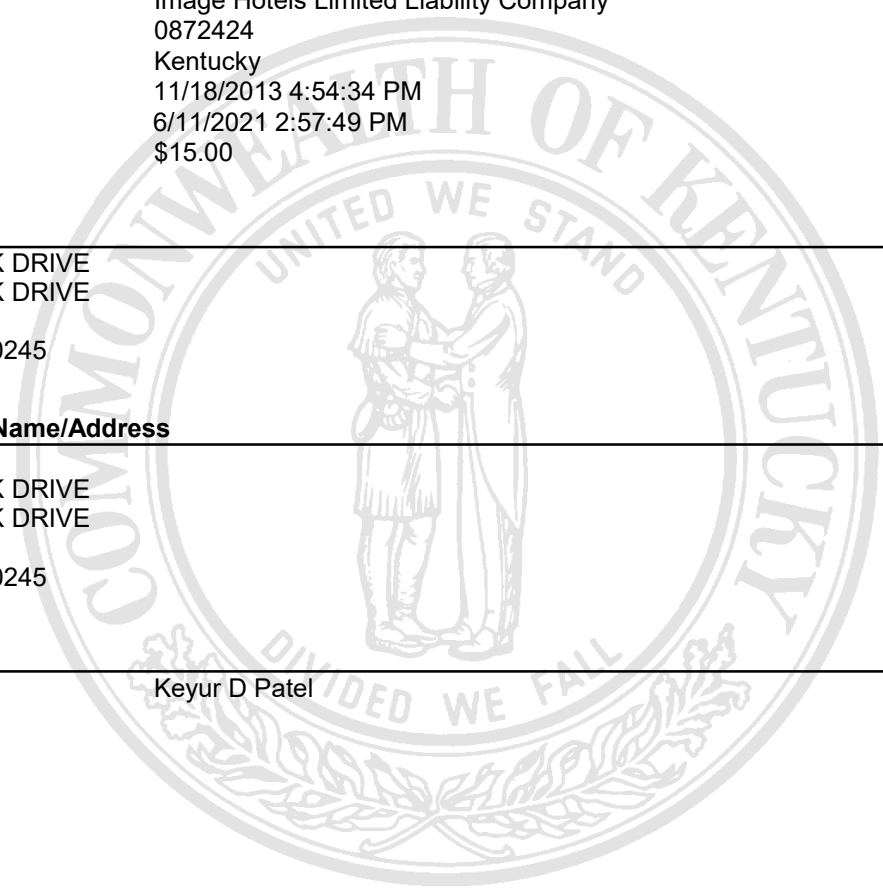 Image Hotels Limited Liability Company
0872424
Kentucky
11/18/2013 4:54:34 PM
6/11/2021 2:57:49 PM
$15.00
K DRIVE
K DRIVE
0245
Name/Address
K DRIVE
K DRIVE
0245
Keyur D Patel
COMMONWEALTH OF KENTUCKY
UNITED WE STAND
DIVIDED WE FALL